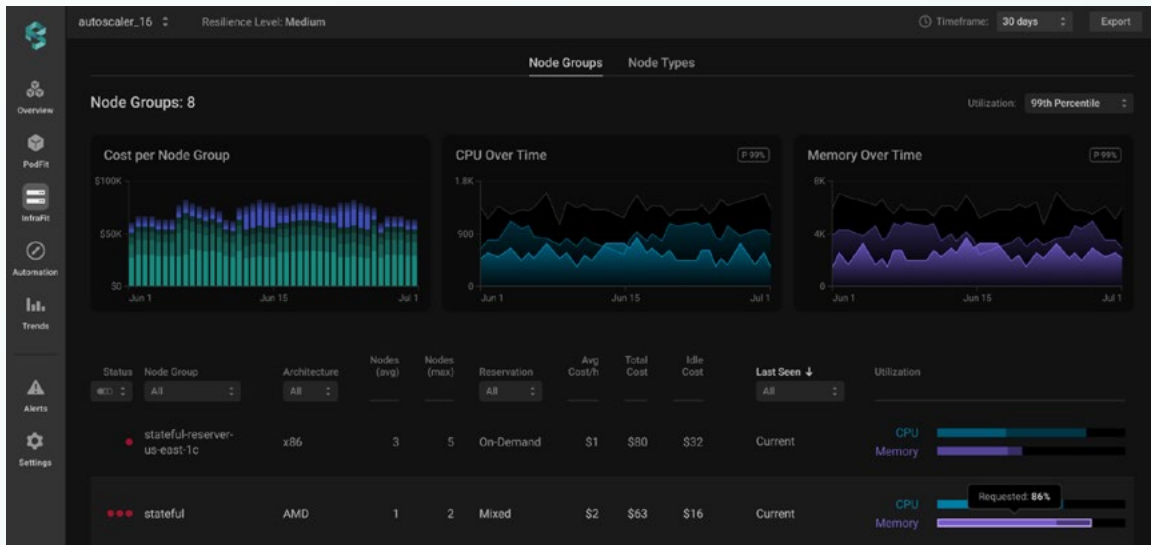 autoscaler_16 Resilience Level: Medium Timeframe: 30 days Export
Node Groups Node Types
Overview
Node Groups: 8 Utilization: 99th Percentile
PodFit
Cost per Node Group CPU Over Time P 99% Memory Over Time P 99%
$100K 1.8K 8K
InfraFit
$50K 900 4K
Automation
$0 0 0
Jun 1 Jun 15 Jul 1 Jun 1 Jun 15 Jul 1 Jun 1 Jun 15 Jul 1
Trends
Nodes Nodes Avg Total Idle
Status Node Group Architecture (avg) (max) Reservation Cost/h Cost Cost Last Seen ↓ Utilization
All All All All
Alerts
stateful-reserver-
us-east-1c x86 3 5 On-Demand $1 $80 $32 Current CPU
Memory
Settings
Requested: 86%
stateful AMD 1 2 Mixed $2 $63 $16 Current CPU
Memory